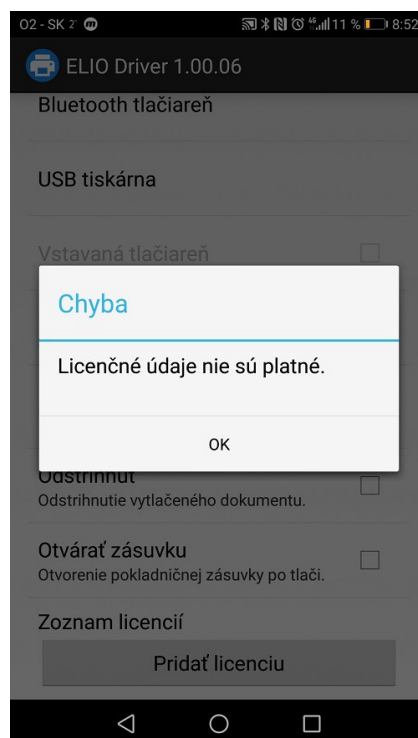 O2 - SK 11 % 8:52
ELIO Driver 1.00.06
Bluetooth tlačiareň
USB tiskárna
Vstavaná tlačiareň
Chyba
Licenčné údaje nie sú platné.
OK
Odstrihnúť
Odstrihnutie vytlačeného dokumentu.
Otvárať zásuvku
Otvorenie pokladničnej zásuvky po tlači.
Zoznam licencií
Pridať licenciu